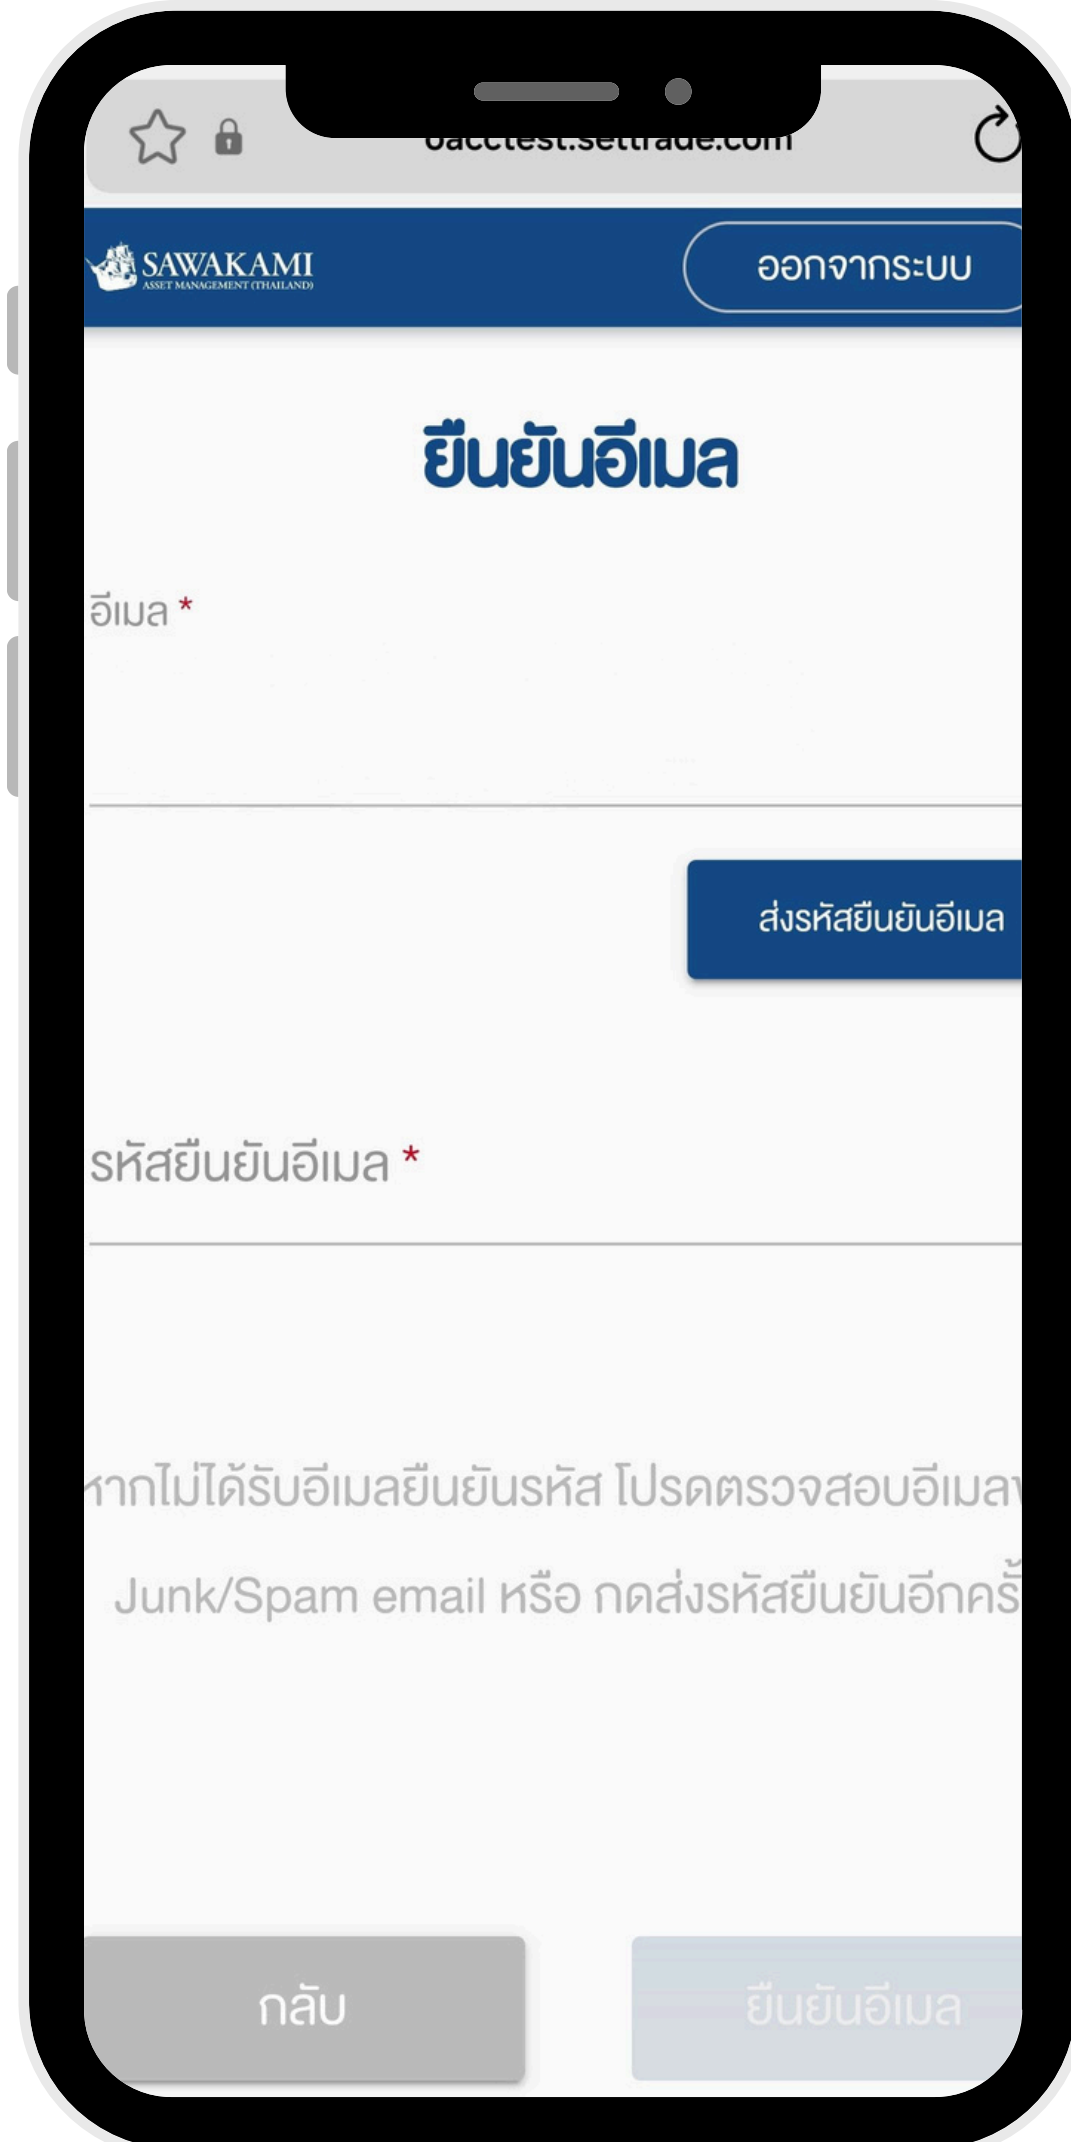 oacctest.settrade.com
SAWAKAMI
ASSET MANAGEMENT (THAILAND)
ออกจากระบบ
ยืนยันอีเมล
อีเมล *
ส่งรหัสยืนยันอีเมล
รหัสยืนยันอีเมล *
หากไม่ได้รับอีเมลยืนยันรหัส โปรดตรวจสอบอีเมล
Junk/Spam email หรือ กดส่งรหัสยืนยันอีกครั้
กลับ
ยืนยันอีเมล